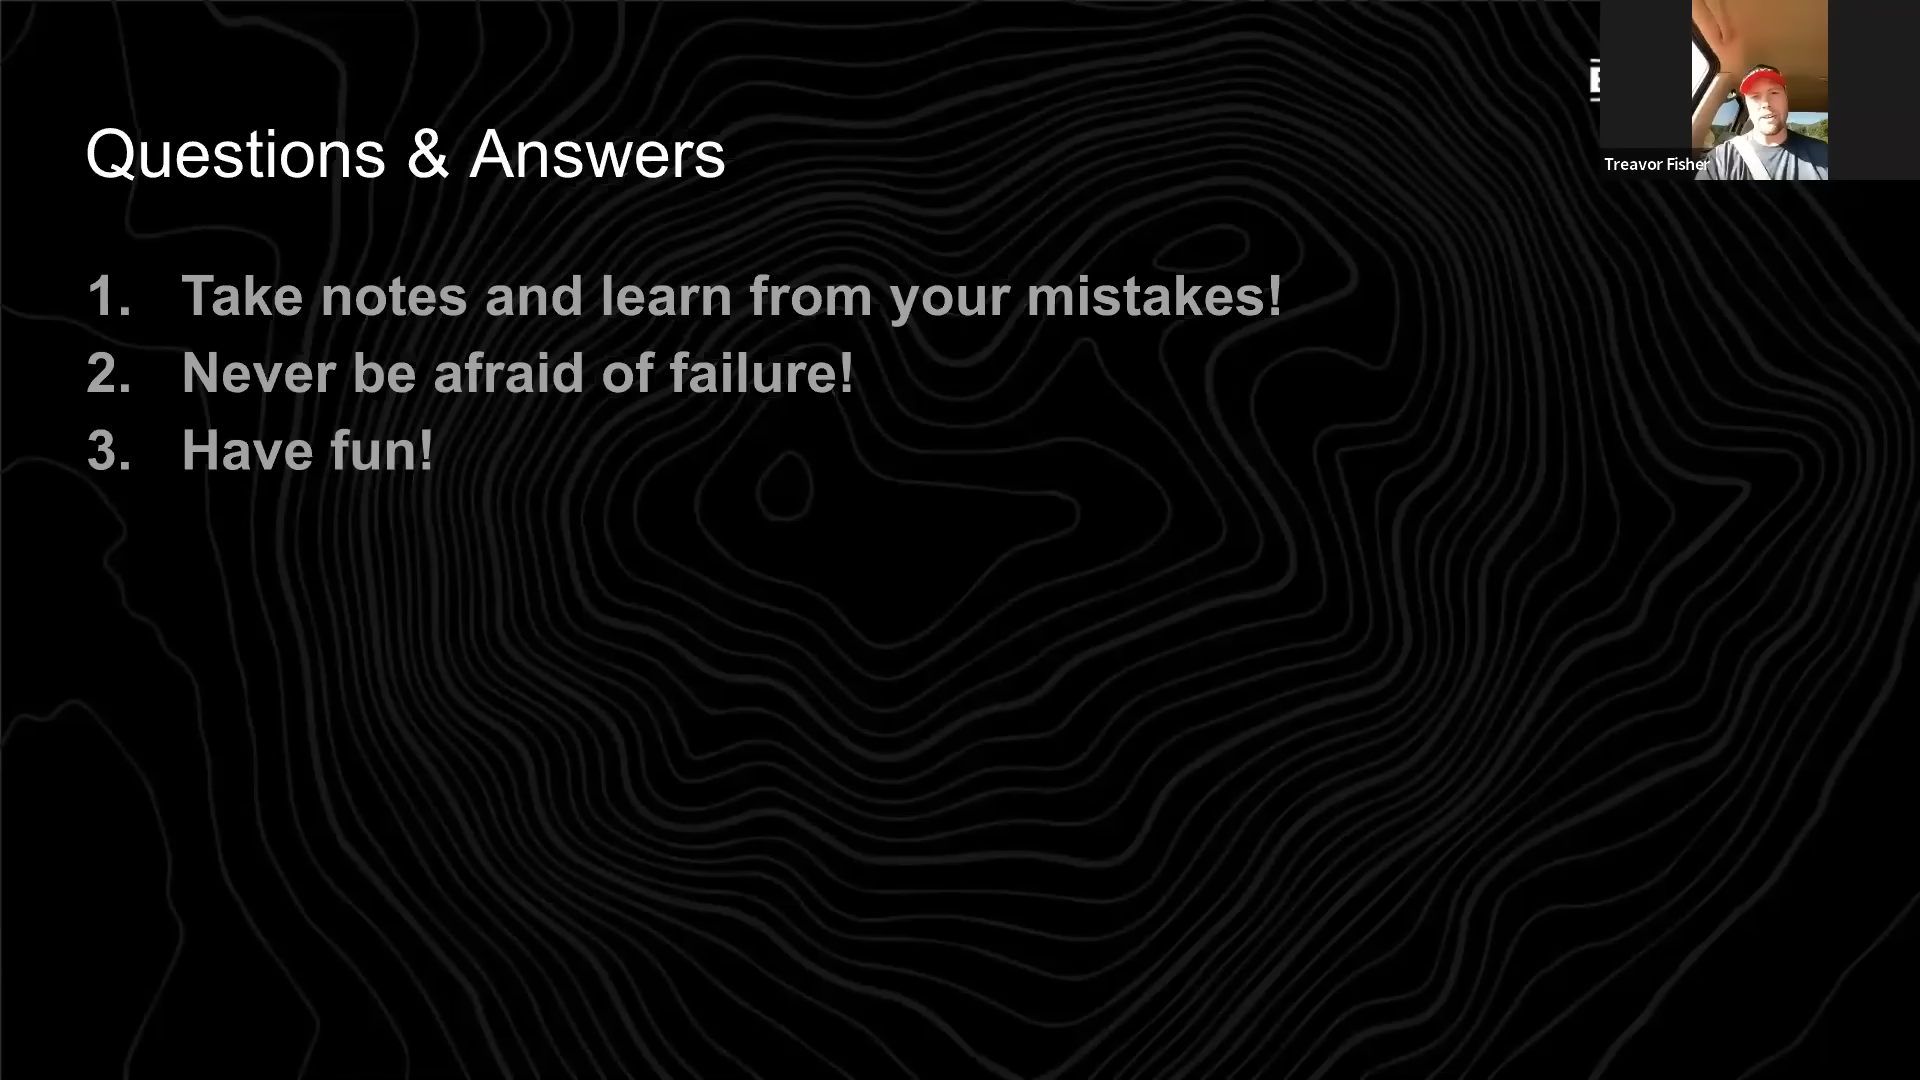 Questions & Answers
Treavor Fisher
1. Take notes and learn from your mistakes!
2. Never be afraid of failure!
3. Have fun!